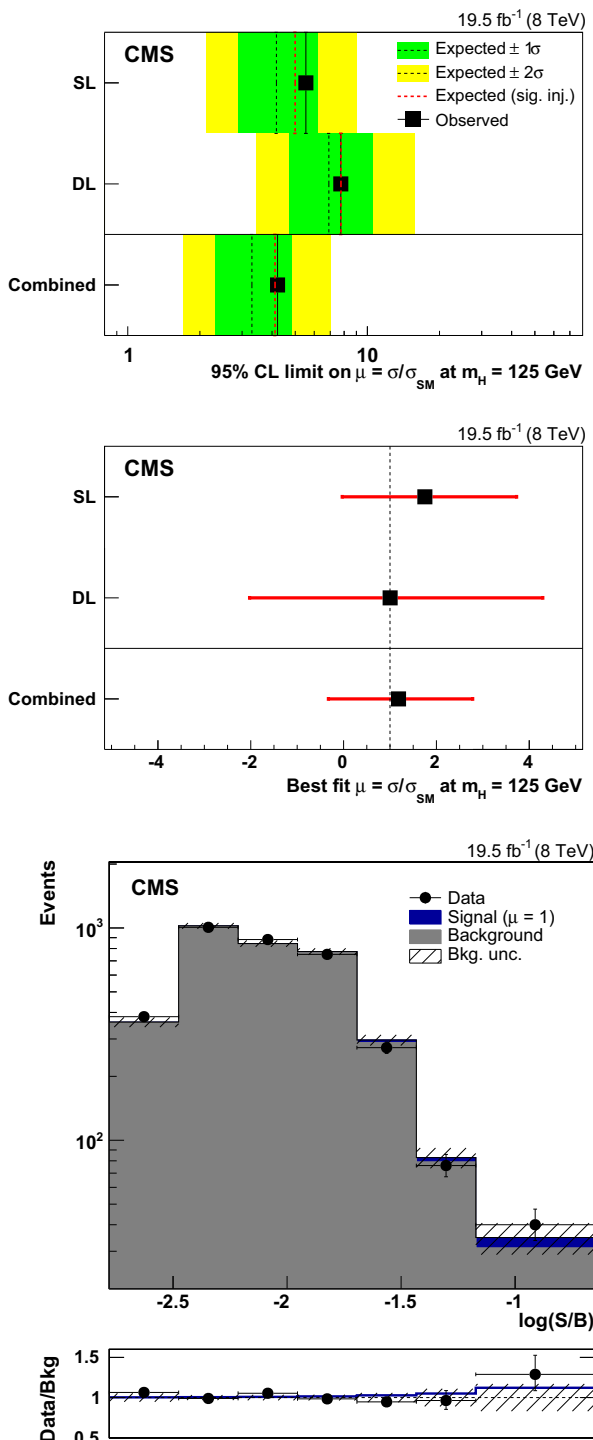 19.5 fb⁻¹ (8 TeV)
CMS
Expected ± 1σ
Expected ± 2σ
Expected (sig. inj.)
Observed
SL
DL
Combined
1 10
95% CL limit on μ = σ/σ_SM at m_H = 125 GeV
19.5 fb⁻¹ (8 TeV)
CMS
SL
DL
Combined
-4 -2 0 2 4
Best fit μ = σ/σ_SM at m_H = 125 GeV
19.5 fb⁻¹ (8 TeV)
Events
CMS
Data
Signal (μ = 1)
Background
Bkg. unc.
10³
10²
-2.5 -2 -1.5 -1
log(S/B)
Data/Bkg
1.5
1
0.5